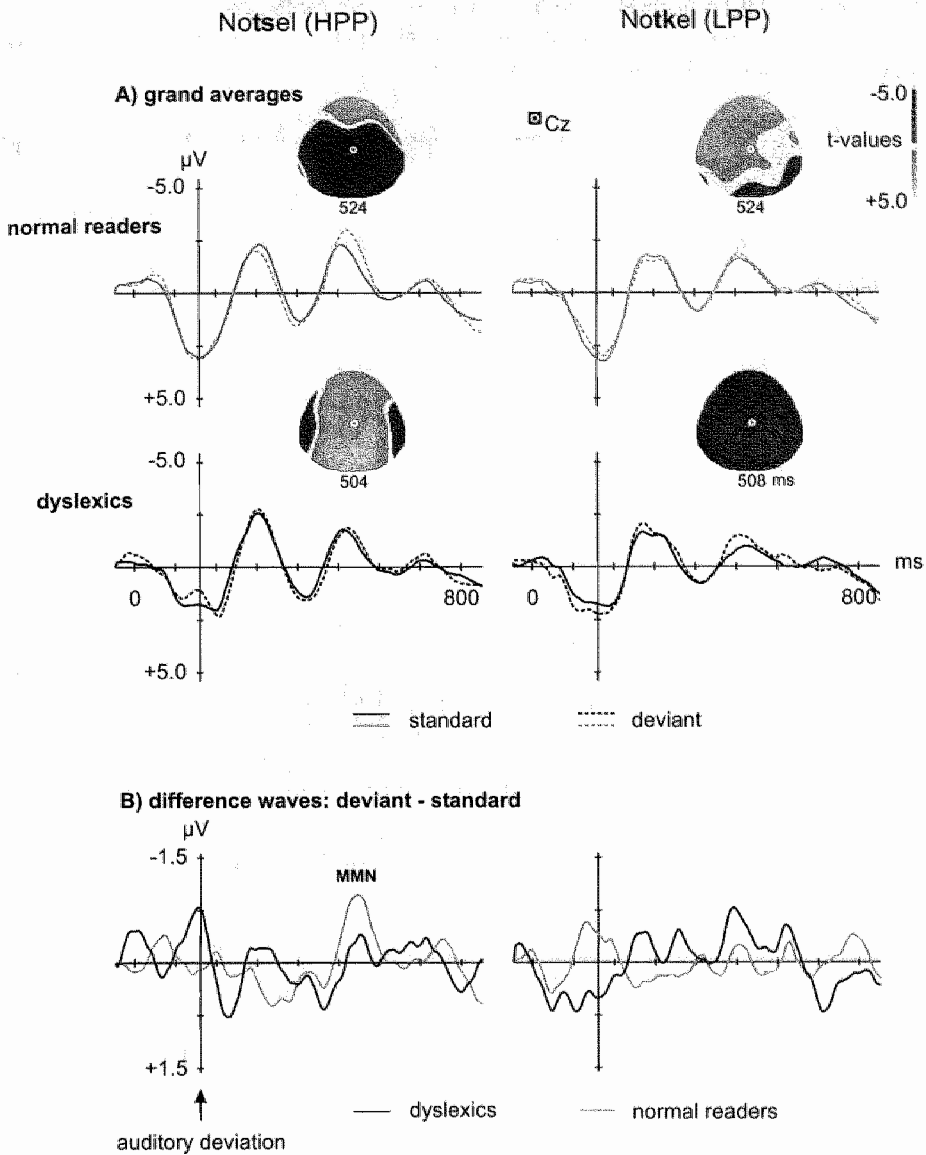 Notsel (HPP)
Notkel (LPP)
A) grand averages
Cz
-5.0
t-values
+5.0
µV
-5.0
524
524
normal readers
+5.0
504
508 ms
-5.0
dyslexics
ms
0
800
0
800
+5.0
standard
deviant
B) difference waves: deviant - standard
µV
-1.5
MMN
+1.5
dyslexics
normal readers
auditory deviation